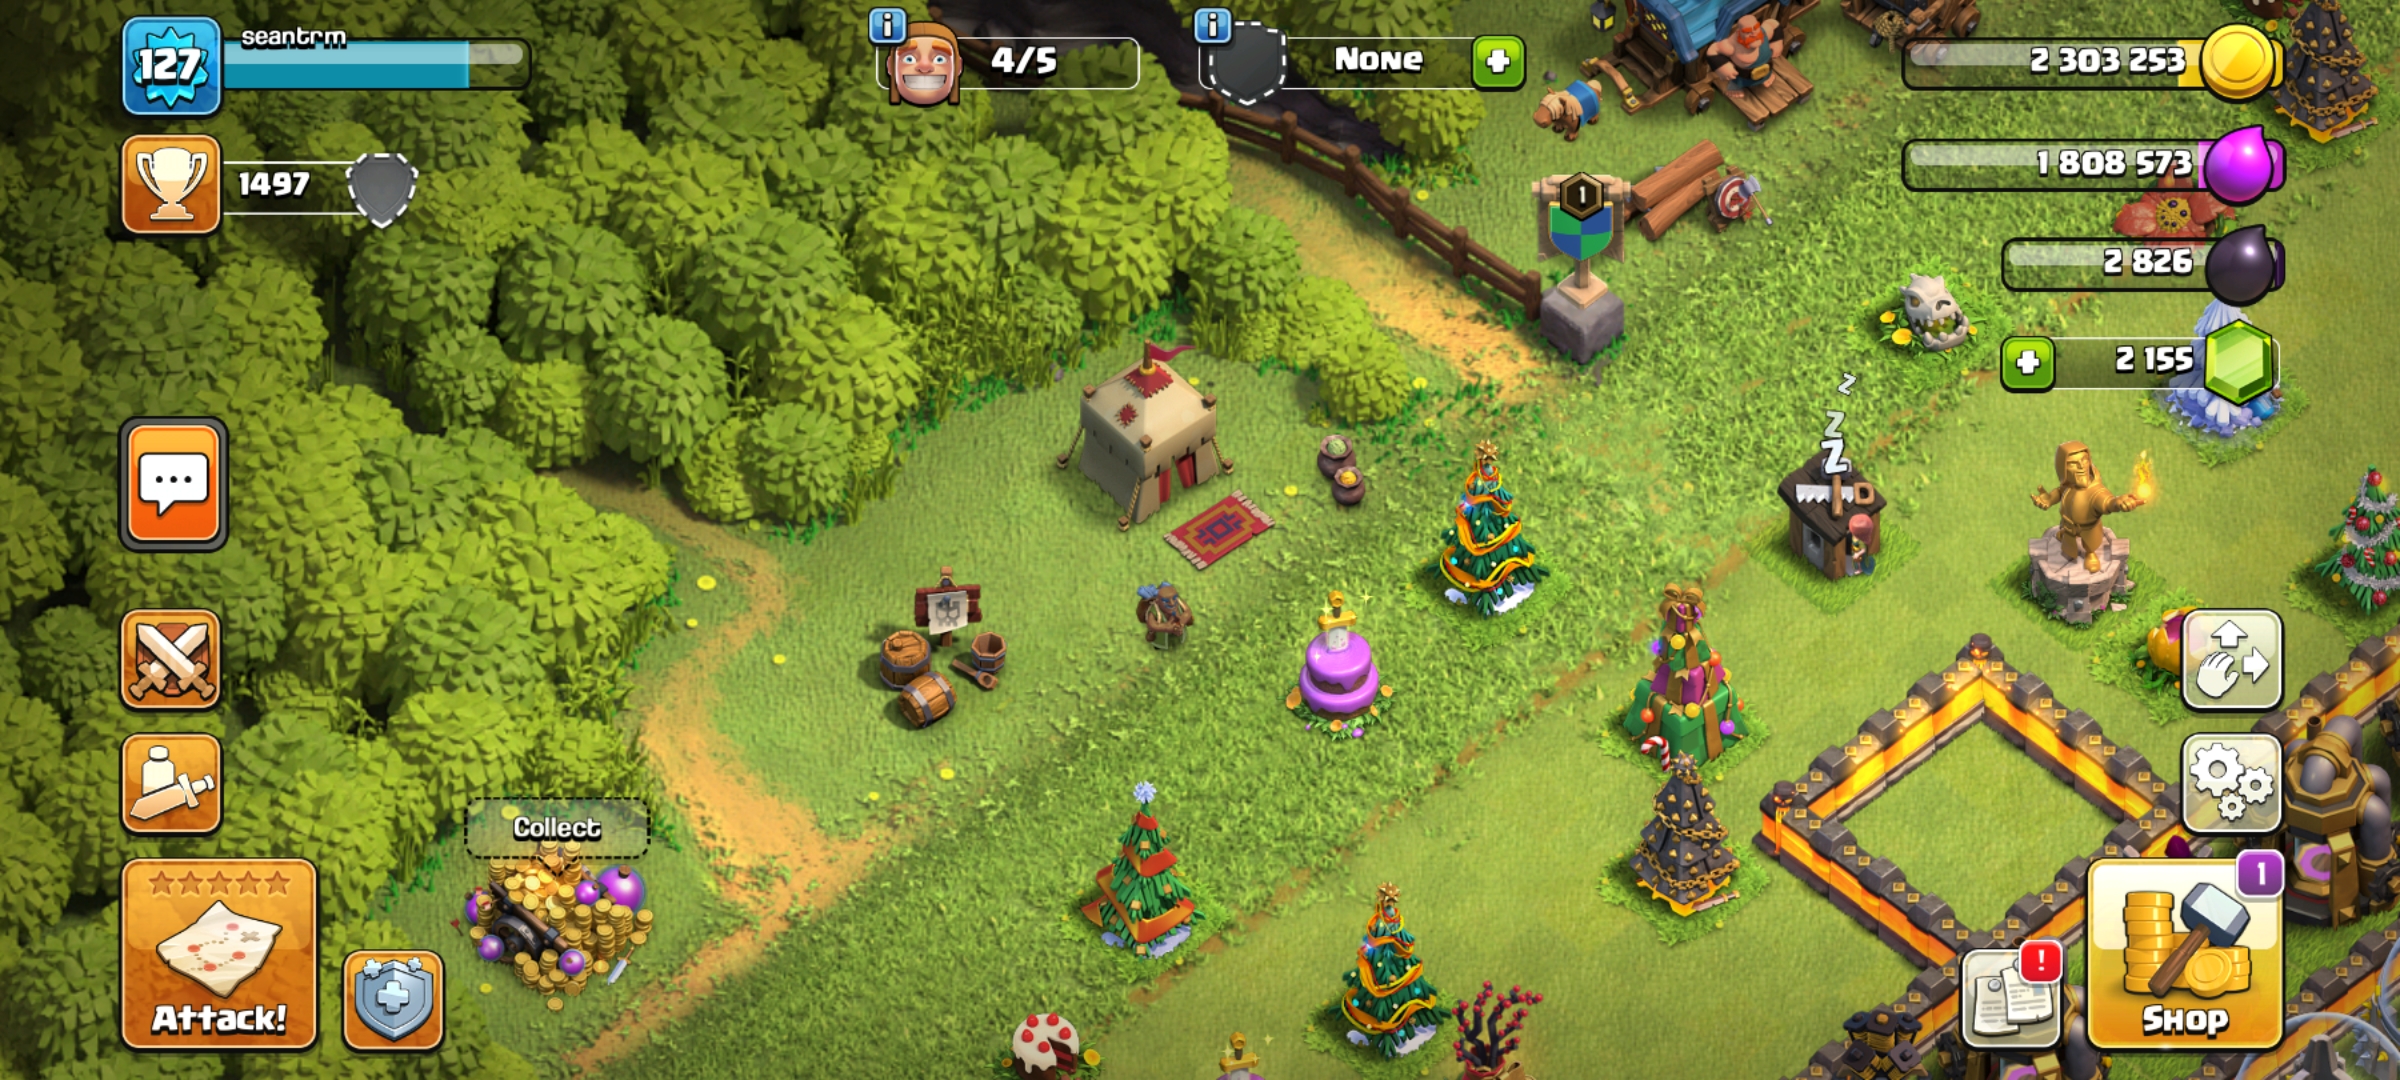 127
seantrm
4/5
None
2 303 253
1497
1 808 573
1
2 826
2 155
z
z
Z
Collect
1
!
Attack!
Shop